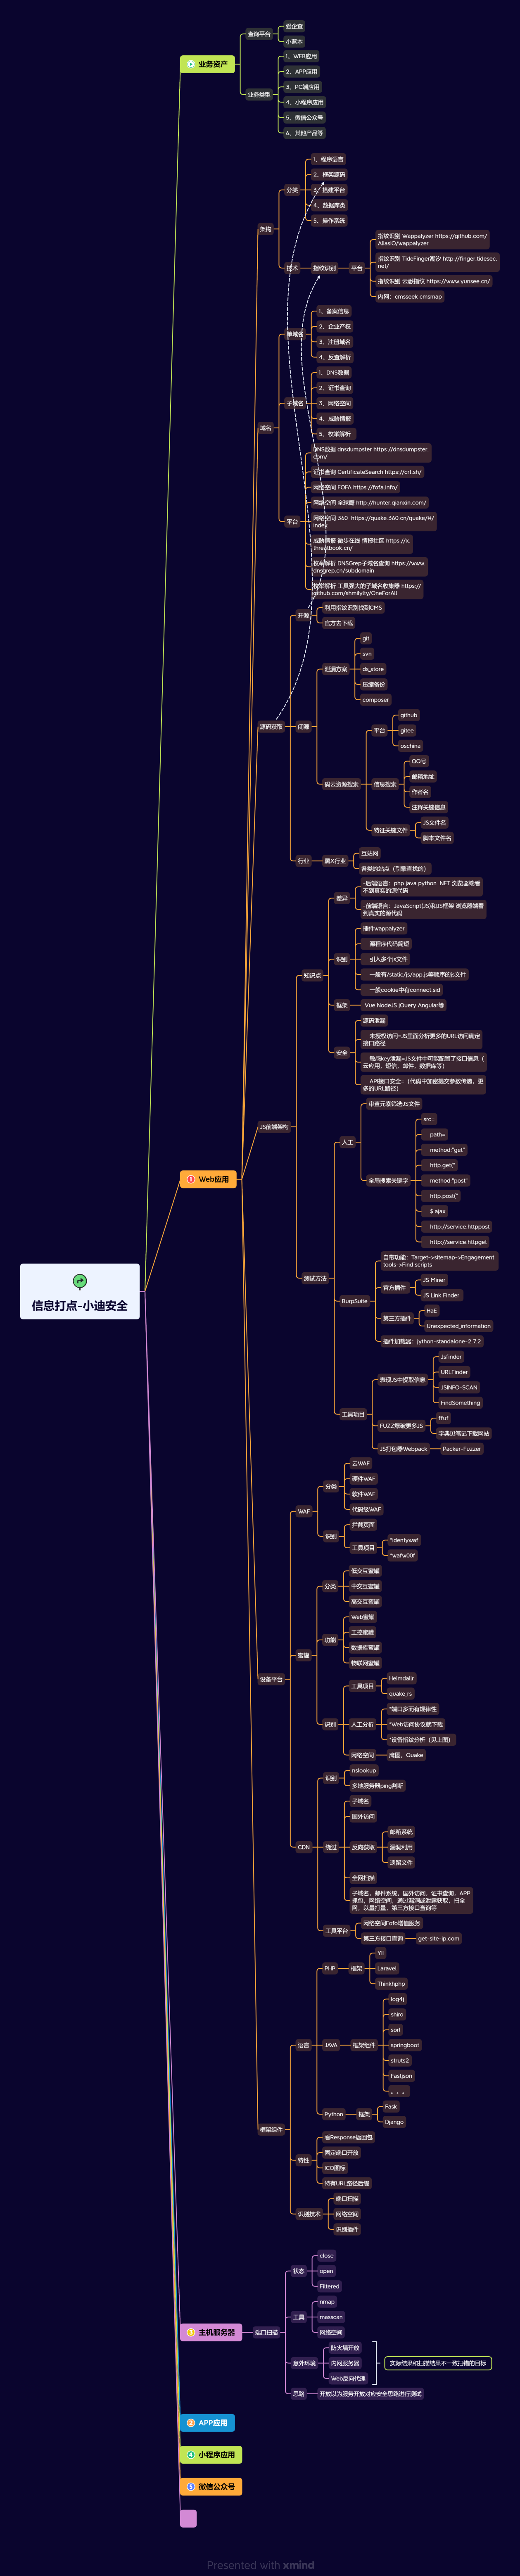 信息打点-小迪安全
业务资产
查询平台
爱企查
小蓝本
业务类型
1、WEB应用
2、APP应用
3、PC端应用
4、小程序应用
5、微信公众号
6、其他产品等
Web应用
架构
分类
1、程序语言
2、框架源码
3、搭建平台
4、数据库类
5、操作系统
技术
指纹识别
平台
指纹识别 Wappalyzer https://github.com/
AliasIO/wappalyzer
指纹识别 TideFinger潮汐 http://finger.tidesec.
net/
指纹识别 云悉指纹 https://www.yunsee.cn/
内网：cmsseek cmsmap
域名
单域名
1、备案信息
2、企业产权
3、注册域名
4、反查解析
子域名
1、DNS数据
2、证书查询
3、网络空间
4、威胁情报
5、枚举解析
平台
DNS数据 dnsdumpster https://dnsdumpster.
com/
证书查询 CertificateSearch https://crt.sh/
网络空间 FOFA https://fofa.info/
网络空间 全球鹰 http://hunter.qianxin.com/
网络空间 360 https://quake.360.cn/quake/#/
index
威胁情报 微步在线 情报社区 https://x.
threatbook.cn/
枚举解析 DNSGrep子域名查询 https://www.
dnsgrep.cn/subdomain
枚举解析 工具强大的子域名收集器 https://
github.com/shmilylty/OneForAll
源码获取
开源
利用指纹识别找到CMS
官方去下载
闭源
泄漏方案
git
svn
ds_store
压缩备份
composer
码云资源搜索
平台
github
gitee
oschina
信息搜索
QQ号
邮箱地址
作者名
注释关键信息
特征关键文件
JS文件名
脚本文件名
行业
黑X行业
互站网
各类的站点（引擎查找的）
JS前端架构
知识点
差异
-后端语言：php java python .NET 浏览器端看
不到真实的源代码
-前端语言：JavaScript(JS)和JS框架 浏览器端看
到真实的源代码
识别
插件wappalyzer
源程序代码简短
引入多个js文件
一般有/static/js/app.js等顺序的js文件
一般cookie中有connect.sid
框架
Vue NodeJS jQuery Angular等
安全
源码泄漏
未授权访问=JS里面分析更多的URL访问确定
接口路径
敏感key泄漏=JS文件中可能配置了接口信息（
云应用，短信，邮件，数据库等）
API接口安全=（代码中加密提交参数传递，更
多的URL路径）
测试方法
人工
审查元素筛选JS文件
全局搜索关键字
src=
path=
method:"get"
http.get("
method:"post"
http.post("
$.ajax
http://service.httppost
http://service.httpget
BurpSuite
自带功能：Target->sitemap->Engagement
tools->Find scripts
官方插件
JS Miner
JS Link Finder
第三方插件
HaE
Unexpected_information
插件加载器：jython-standalone-2.7.2
工具项目
表现JS中提取信息
Jsfinder
URLFinder
JSINFO-SCAN
FindSomething
FUZZ爆破更多JS
ffuf
字典见笔记下载网站
JS打包器Webpack
Packer-Fuzzer
设备平台
WAF
分类
云WAF
硬件WAF
软件WAF
代码级WAF
识别
拦截页面
工具项目
*identywaf
*wafw00f
蜜罐
分类
低交互蜜罐
中交互蜜罐
高交互蜜罐
功能
Web蜜罐
工控蜜罐
数据库蜜罐
物联网蜜罐
识别
工具项目
Heimdallr
quake_rs
人工分析
*端口多而有规律性
*Web访问协议就下载
*设备指纹分析（见上图）
网络空间
鹰图，Quake
CDN
识别
nslookup
多地服务器ping判断
绕过
子域名
国外访问
反向获取
邮箱系统
漏洞利用
遗留文件
全网扫描
子域名，邮件系统，国外访问，证书查询，APP
抓包，网络空间，通过漏洞或泄露获取，扫全
网，以量打量，第三方接口查询等
工具平台
网络空间Fofo增值服务
第三方接口查询
get-site-ip.com
框架组件
语言
PHP
框架
YII
Laravel
Thinkhphp
JAVA
框架组件
log4j
shiro
sorl
springboot
struts2
Fastjson
。。。
Python
框架
Fask
Django
特性
看Response返回包
固定端口开放
ICO图标
特有URL路径后缀
识别技术
端口扫描
网络空间
识别插件
主机服务器
端口扫描
状态
close
open
Filtered
工具
nmap
masscan
网络空间
意外环境
防火墙开放
内网服务器
Web反向代理
实际结果和扫描结果不一致扫描的目标
思路
开放以为服务开放对应安全思路进行测试
APP应用
小程序应用
微信公众号
Presented with xmind